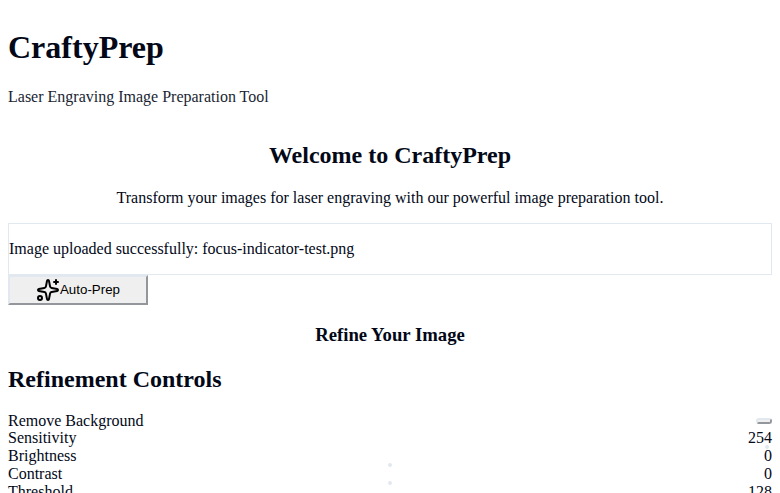 CraftyPrep
Laser Engraving Image Preparation Tool
Welcome to CraftyPrep
Transform your images for laser engraving with our powerful image preparation tool.
Image uploaded successfully: focus-indicator-test.png
Auto-Prep
Refine Your Image
Refinement Controls
Remove Background
Sensitivity 254
Brightness 0
Contrast 0
Threshold 128